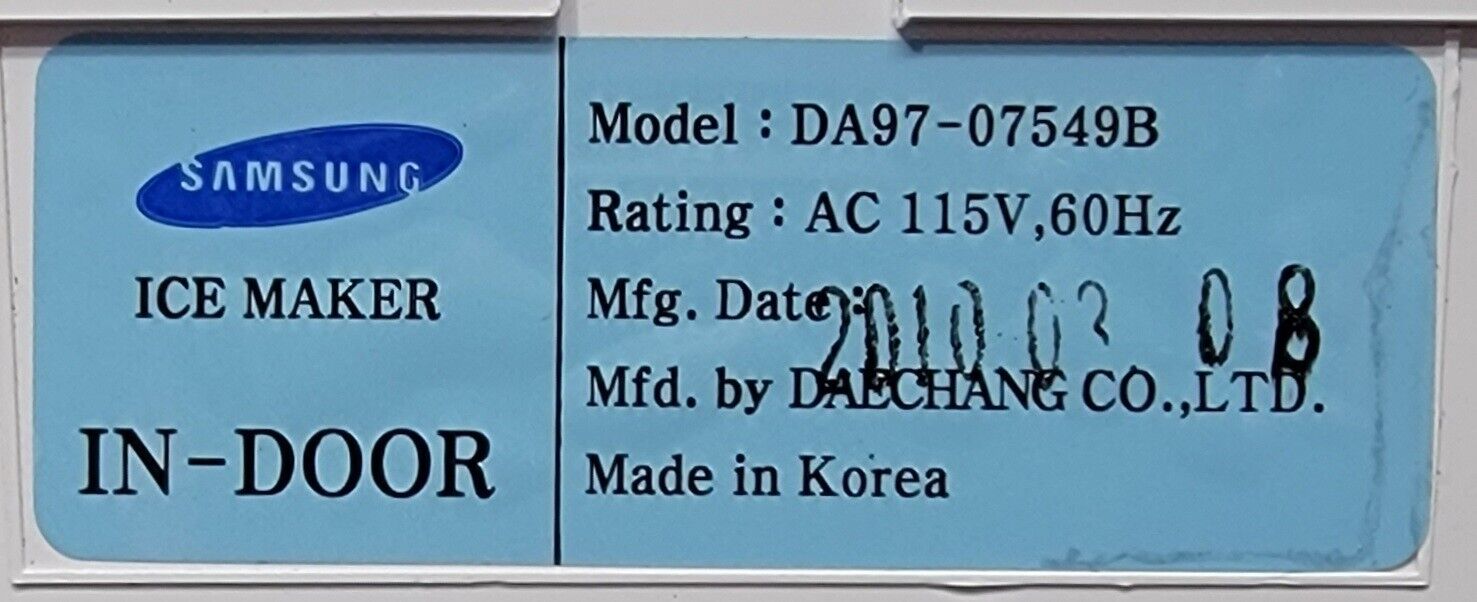 SAMSUNG
ICE MAKER
IN-DOOR
Model : DA97-07549B
Rating : AC 115V,60Hz
Mfg. Date : 2010. 08
Mfd. by DAECHANG CO.,LTD.
Made in Korea